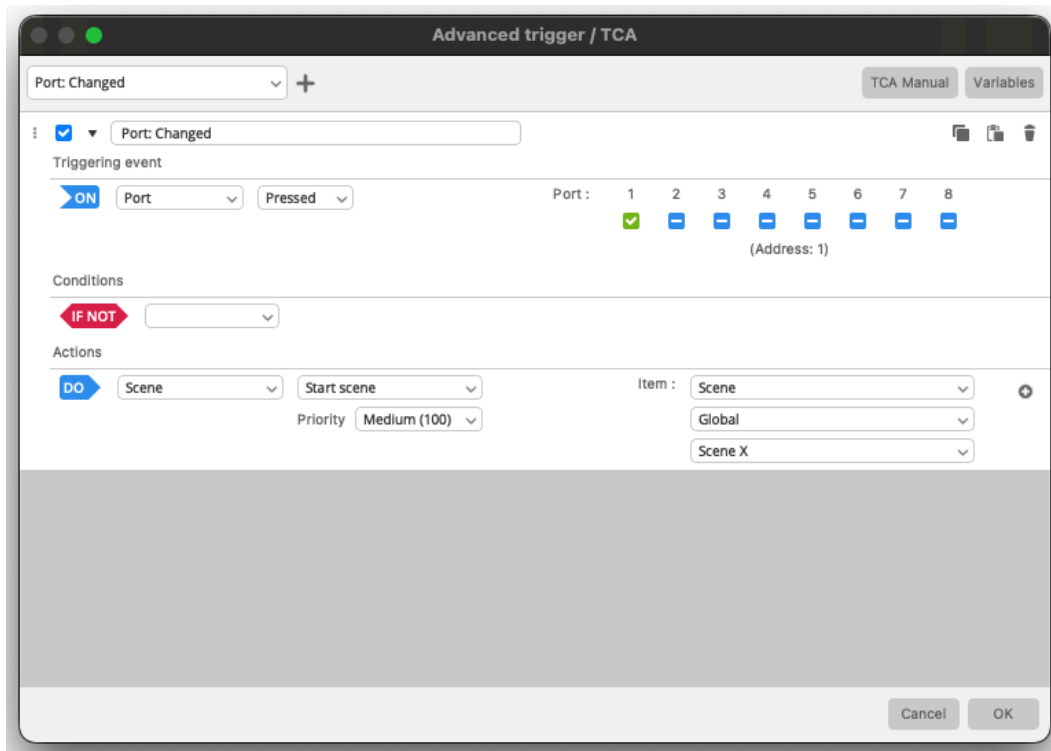 Advanced trigger / TCA
Port: Changed
TCA Manual
Variables
Port: Changed
Triggering event
ON Port Pressed Port : 1 2 3 4 5 6 7 8
(Address: 1)
Conditions
IF NOT
Actions
DO Scene Start scene Item : Scene
Priority Medium (100) Global
Scene X
Cancel OK